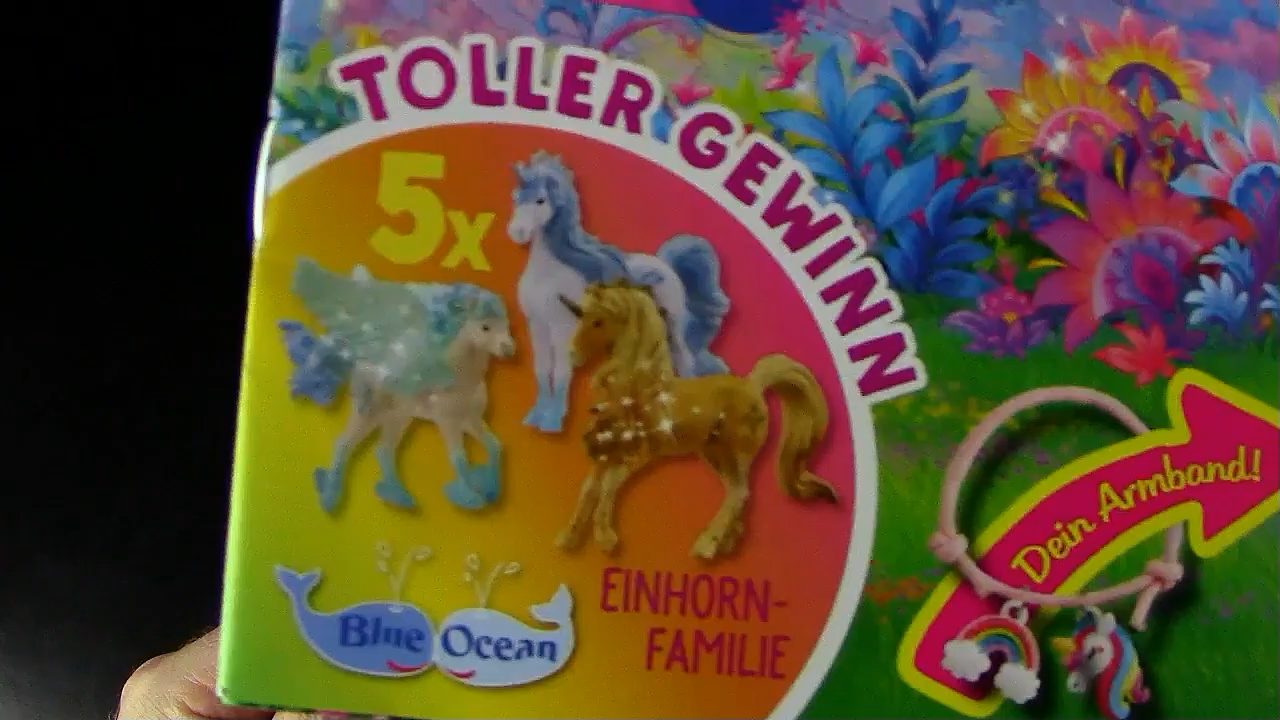 TOLLER GEWINN
5x
EINHORN-
FAMILIE
Blue Ocean
Dein Armband!